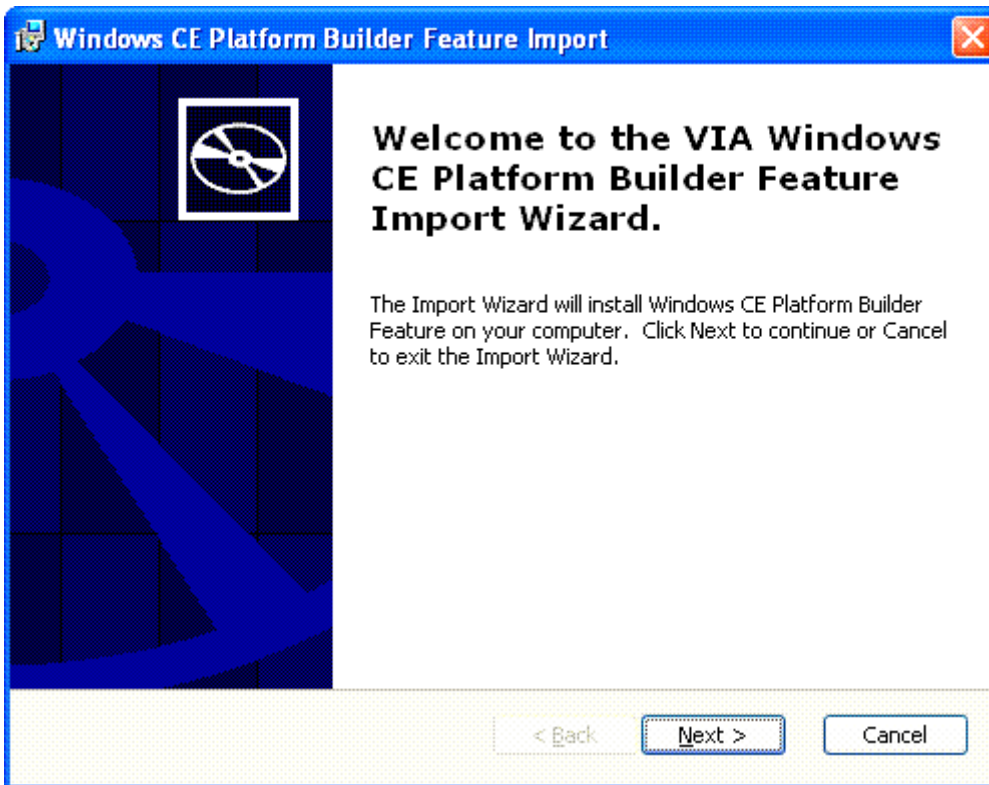 Windows CE Platform Builder Feature Import
Welcome to the VIA Windows
CE Platform Builder Feature
Import Wizard.
The Import Wizard will install Windows CE Platform Builder
Feature on your computer.  Click Next to continue or Cancel
to exit the Import Wizard.
< Back
Next >
Cancel